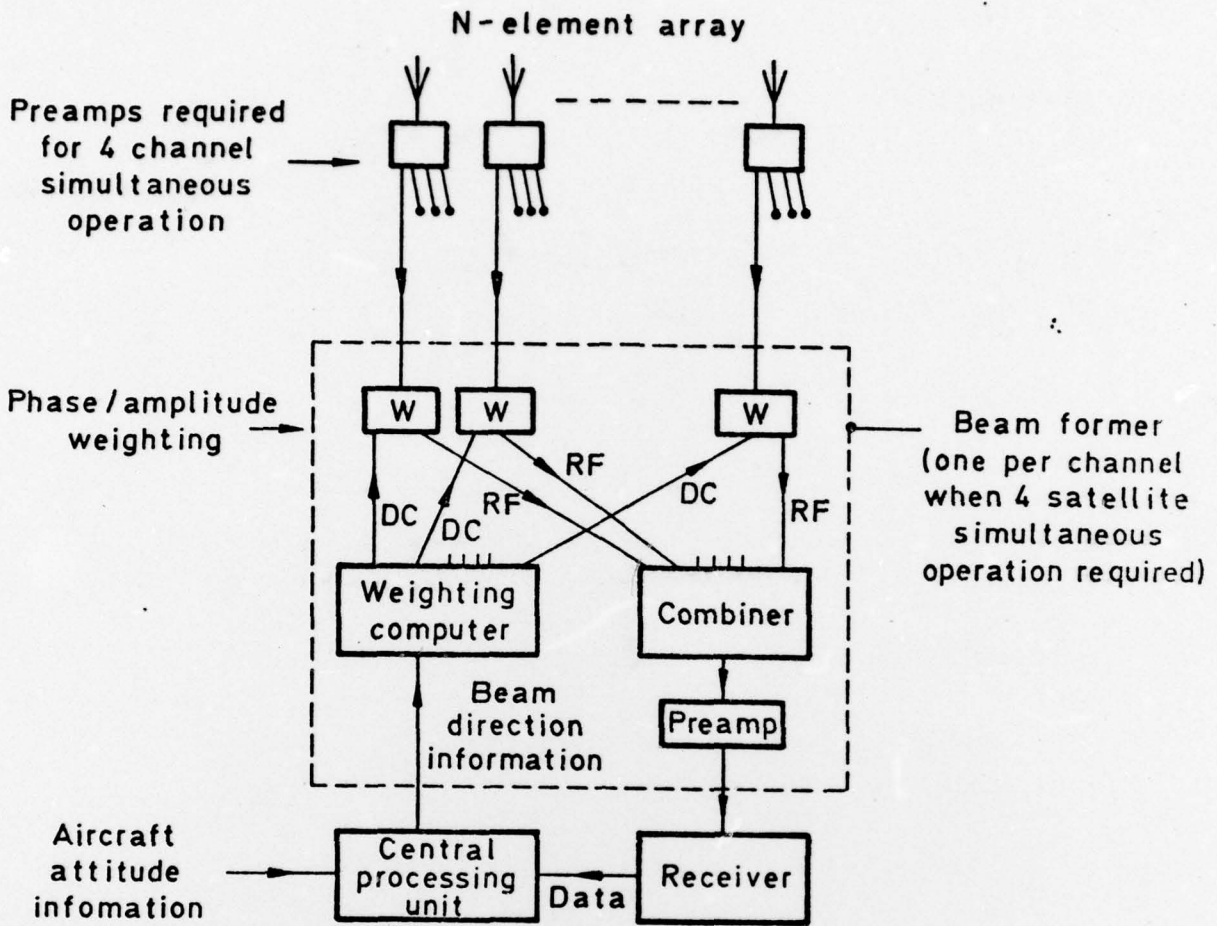 N-element array
Preamps required
for 4 channel
simultaneous
operation
Phase/amplitude
weighting
W
W
W
RF
RF
DC
DC
DC
RF
Beam former
(one per channel
when 4 satellite
simultaneous
operation required)
Weighting
computer
Combiner
Beam
direction
information
Preamp
Aircraft
attitude
infomation
Central
processing
unit
Data
Receiver